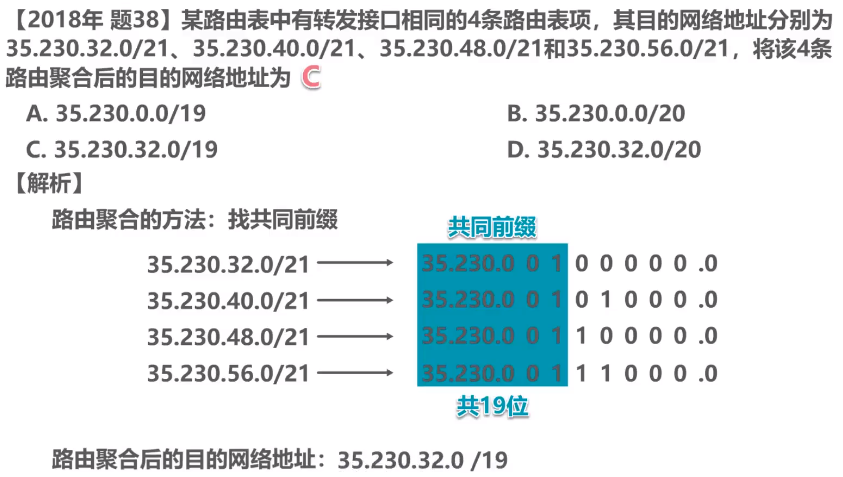 【2018年 题38】某路由表中有转发接口相同的4条路由表项，其目的网络地址分别为
35.230.32.0/21、35.230.40.0/21、35.230.48.0/21和35.230.56.0/21，将该4条
路由聚合后的目的网络地址为 C
A. 35.230.0.0/19 B. 35.230.0.0/20
C. 35.230.32.0/19 D. 35.230.32.0/20
【解析】
路由聚合的方法：找共同前缀
共同前缀
35.230.32.0/21 35.230.0 0 1 0 0 0 0 0 .0
35.230.40.0/21 35.230.0 0 1 0 1 0 0 0 .0
35.230.48.0/21 35.230.0 0 1 1 0 0 0 0 .0
35.230.56.0/21 35.230.0 0 1 1 1 0 0 0 .0
共19位
路由聚合后的目的网络地址：35.230.32.0 /19